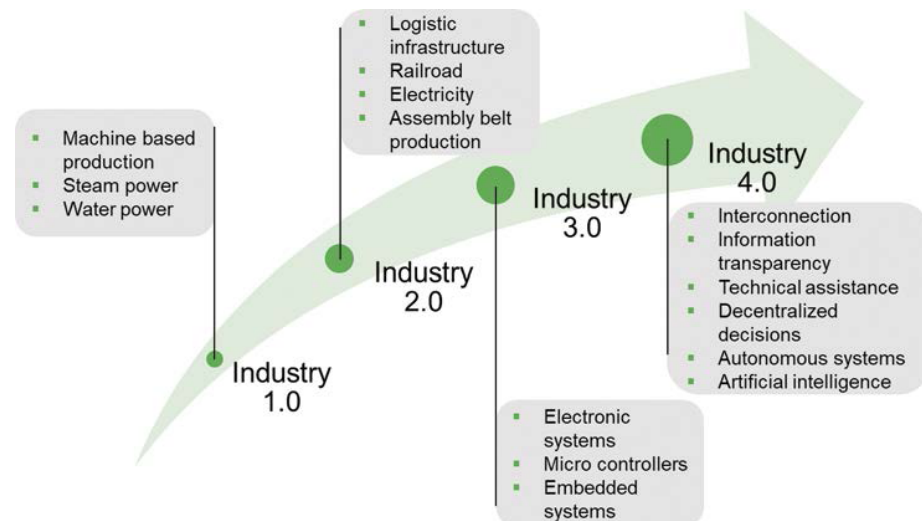 Machine based
production
Steam power
Water power
Industry
1.0
Logistic
infrastructure
Railroad
Electricity
Assembly belt
production
Industry
2.0
Industry
3.0
Electronic
systems
Micro controllers
Embedded
systems
Industry
4.0
Interconnection
Information
transparency
Technical assistance
Decentralized
decisions
Autonomous systems
Artificial intelligence